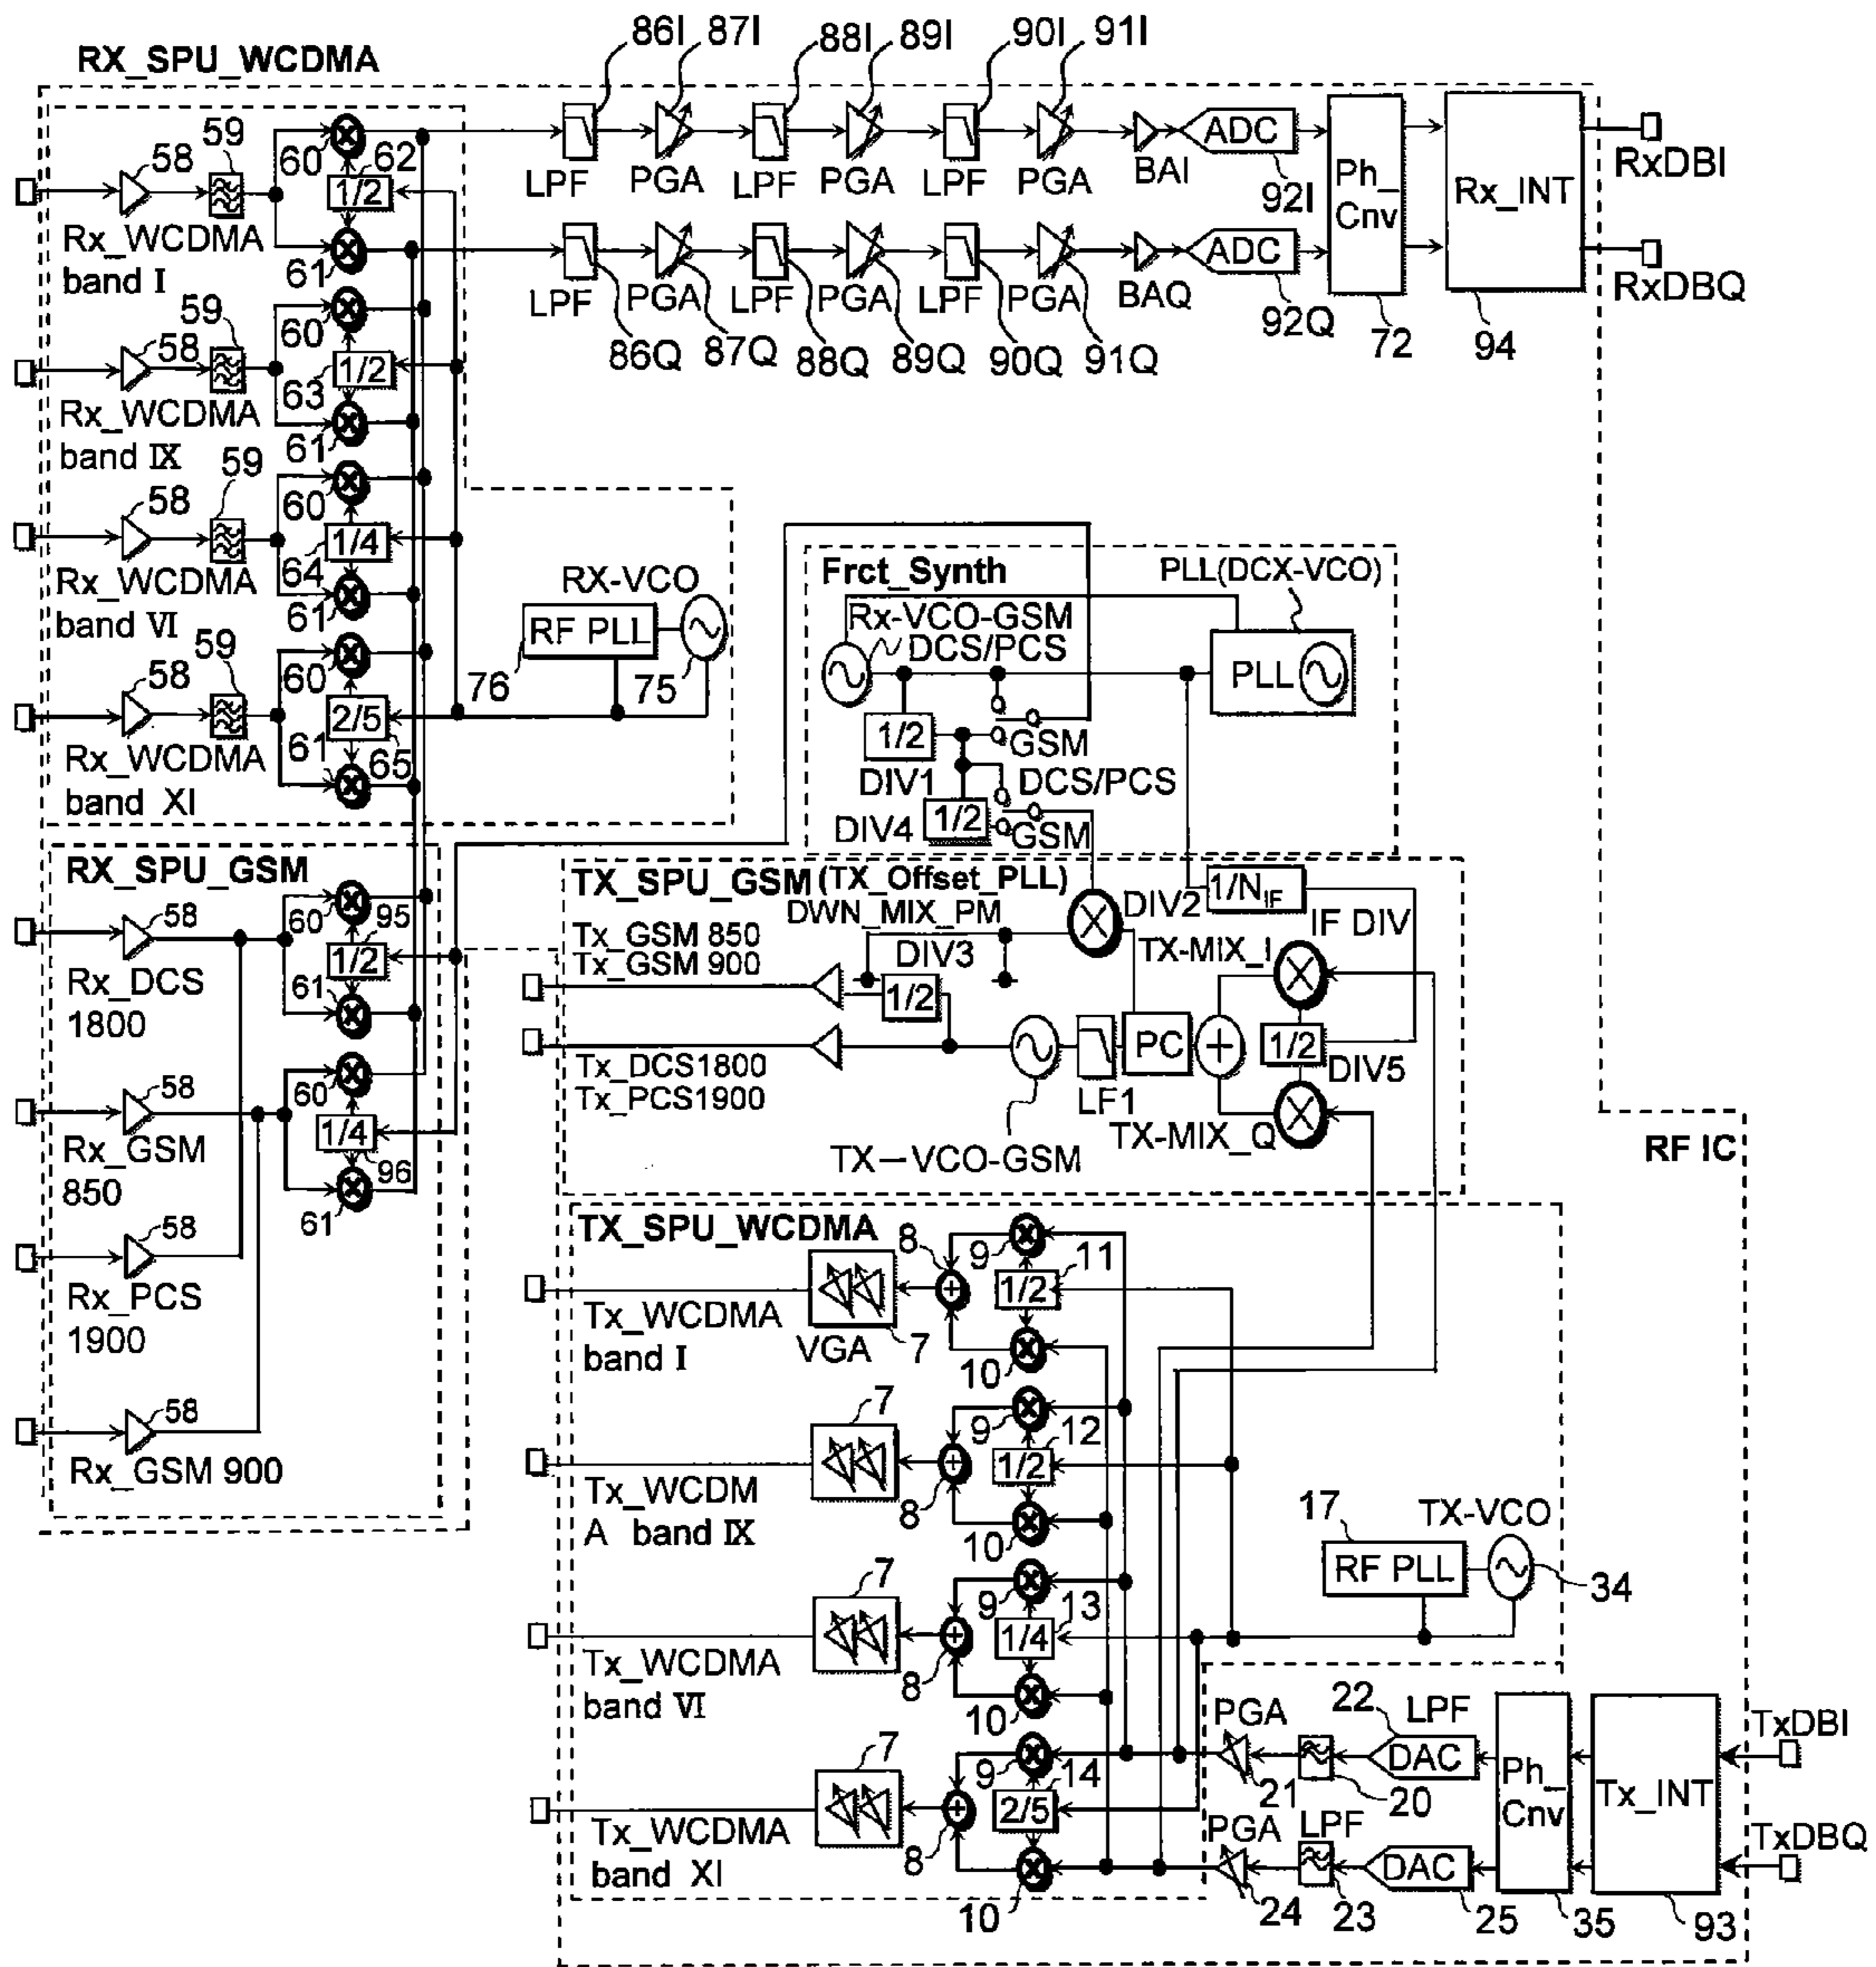 RX_SPU_WCDMA
86I 87I 88I 89I 90I 91I
58 59 60 62
LPF PGA LPF PGA LPF PGA BAI ADC 92I
Ph_
Cnv
Rx_INT
RxDBI
1/2
Rx_WCDMA
band I
61
LPF PGA LPF PGA LPF PGA BAQ ADC 92Q
RxDBQ
86Q 87Q 88Q 89Q 90Q 91Q
72 94
58 59 60
63 1/2
Rx_WCDMA
band IX
61
58 59 60
1/4
64
Rx_WCDMA
band VI
61
58 59 60
2/5
65
Rx_WCDMA
band XI
61
RX-VCO
RF PLL
76 75
Frct_Synth
PLL(DCX-VCO)
Rx-VCO-GSM
DCS/PCS
PLL
1/2
GSM
DIV1
DCS/PCS
DIV4 1/2
GSM
RX_SPU_GSM
58 60 95
1/2
Rx_DCS
1800
61
58 60
1/4
96
Rx_GSM
850
61
58
Rx_PCS
1900
58
Rx_GSM 900
TX_SPU_GSM (TX_Offset_PLL)
DWN_MIX_PM
DIV2 1/NIF
IF DIV
Tx_GSM 850
Tx_GSM 900
DIV3
TX-MIX_I
1/2
PC
+
1/2
DIV5
Tx_DCS1800
Tx_PCS1900
LF1
TX-MIX_Q
TX-VCO-GSM
RF IC
TX_SPU_WCDMA
8 9 11
1/2
Tx_WCDMA
band I
VGA 7
10
7 9 12
1/2
Tx_WCDM
A band IX
8 10
17 TX-VCO
RF PLL
34
7 9 13
1/4
Tx_WCDMA
band VI
8 10
7 9 14
2/5
Tx_WCDMA
band XI
8 10
PGA 22 LPF
DAC
21 20
Ph_
Cnv
Tx_INT
TxDBI
PGA LPF
DAC
TxDBQ
24 23 25 35 93